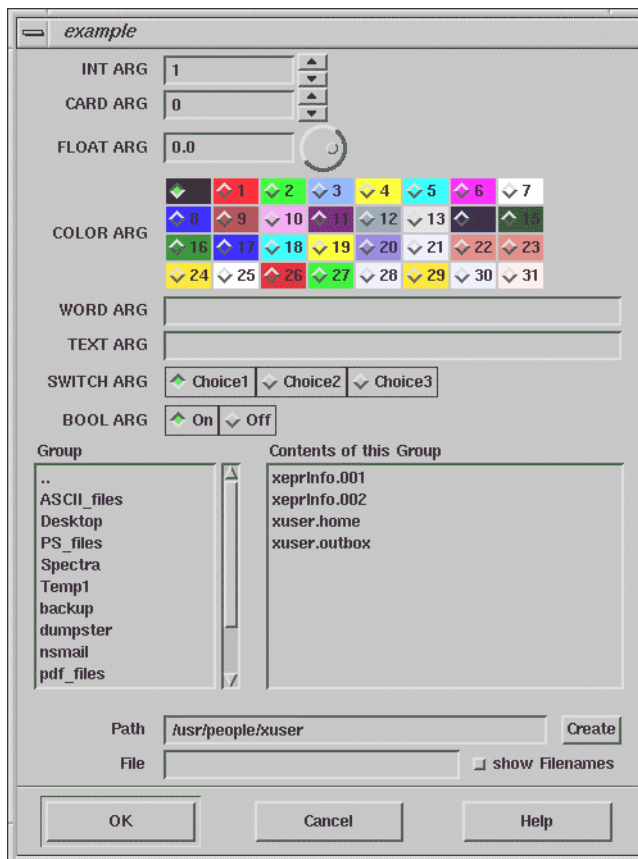 example
INT ARG 1
CARD ARG 0
FLOAT ARG 0.0
1 2 3 4 5 6 7
COLOR ARG
8 9 10 11 12 13 15
16 17 18 19 20 21 22 23
24 25 26 27 28 29 30 31
WORD ARG
TEXT ARG
SWITCH ARG Choice1 Choice2 Choice3
BOOL ARG On Off
Group
..
ASCII_files
Desktop
PS_files
Spectra
Temp1
backup
dumpster
nsmail
pdf_files
Contents of this Group
xeprInfo.001
xeprInfo.002
xuser.home
xuser.outbox
Path /usr/people/xuser Create
File show Filenames
OK Cancel Help